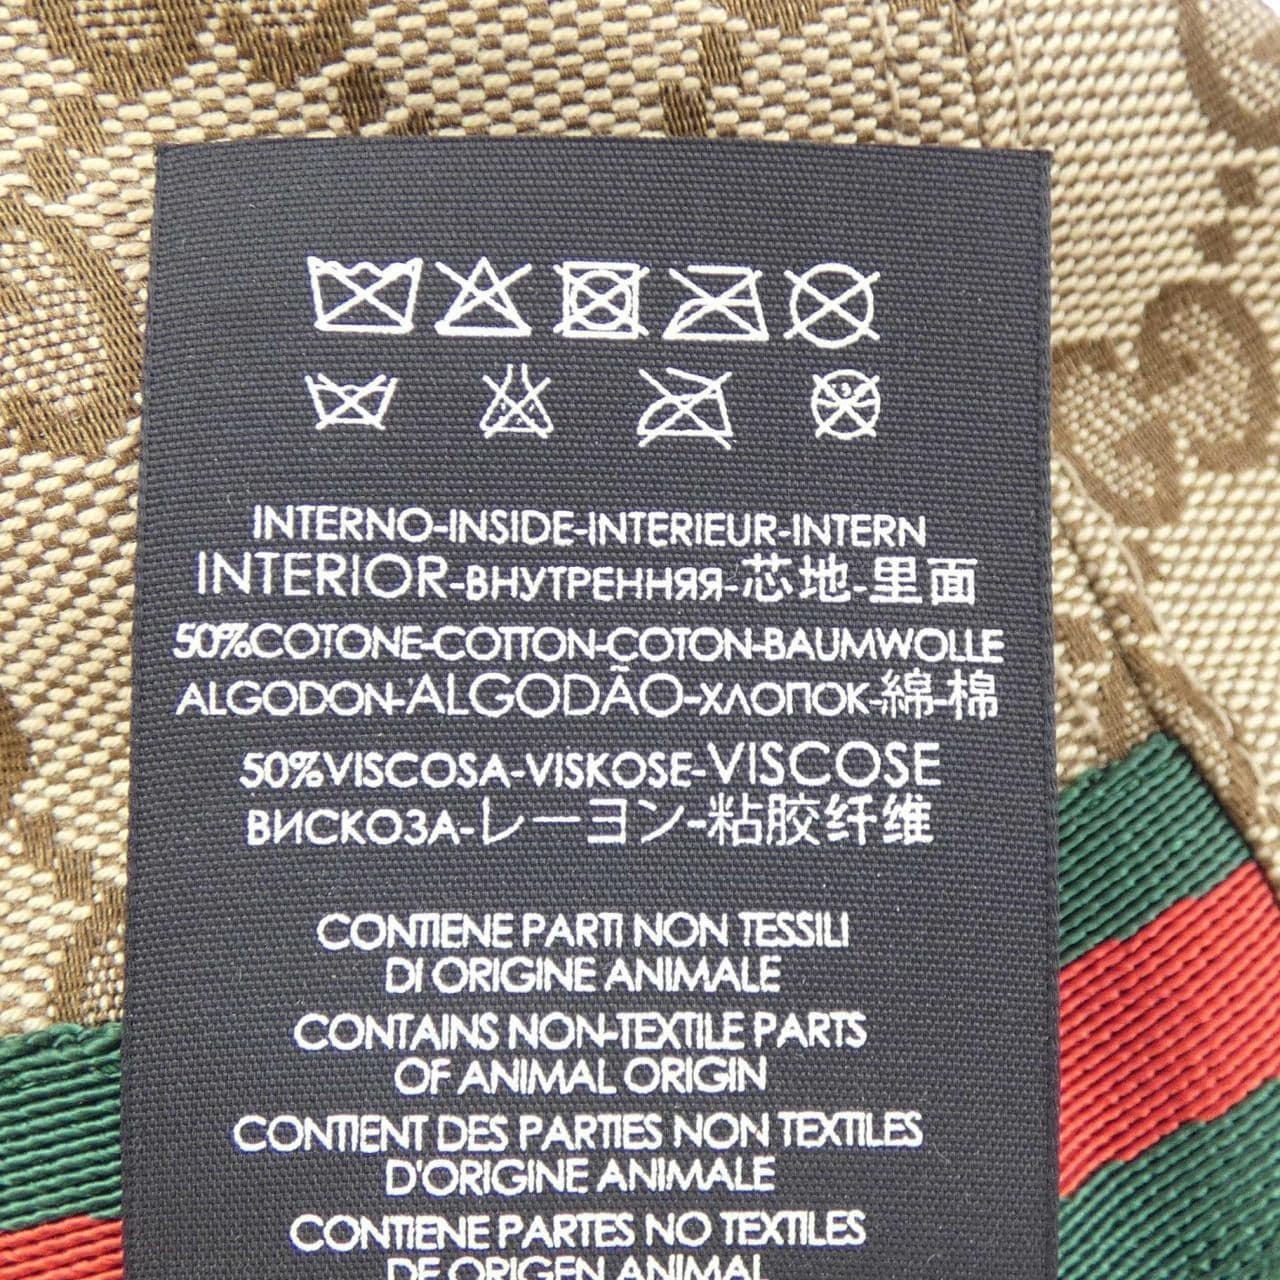 INTERNO-INSIDE-INTERIEUR-INTERN
INTERIOR-ВНУТРЕННЯЯ-芯地-里面
50%COTONE-COTTON-COTON-BAUMWOLLE
ALGODON-ALGODÃO-ХЛОПОК-綿-棉
50%VISCOSA-VISKOSE-VISCOSE
ВИСКОЗА-レーヨン-粘胶纤维
CONTIENE PARTI NON TESSILI
DI ORIGINE ANIMALE
CONTAINS NON-TEXTILE PARTS
OF ANIMAL ORIGIN
CONTIENT DES PARTIES NON TEXTILES
D'ORIGINE ANIMALE
CONTIENE PARTES NO TEXTILES
DE ORIGEN ANIMAL